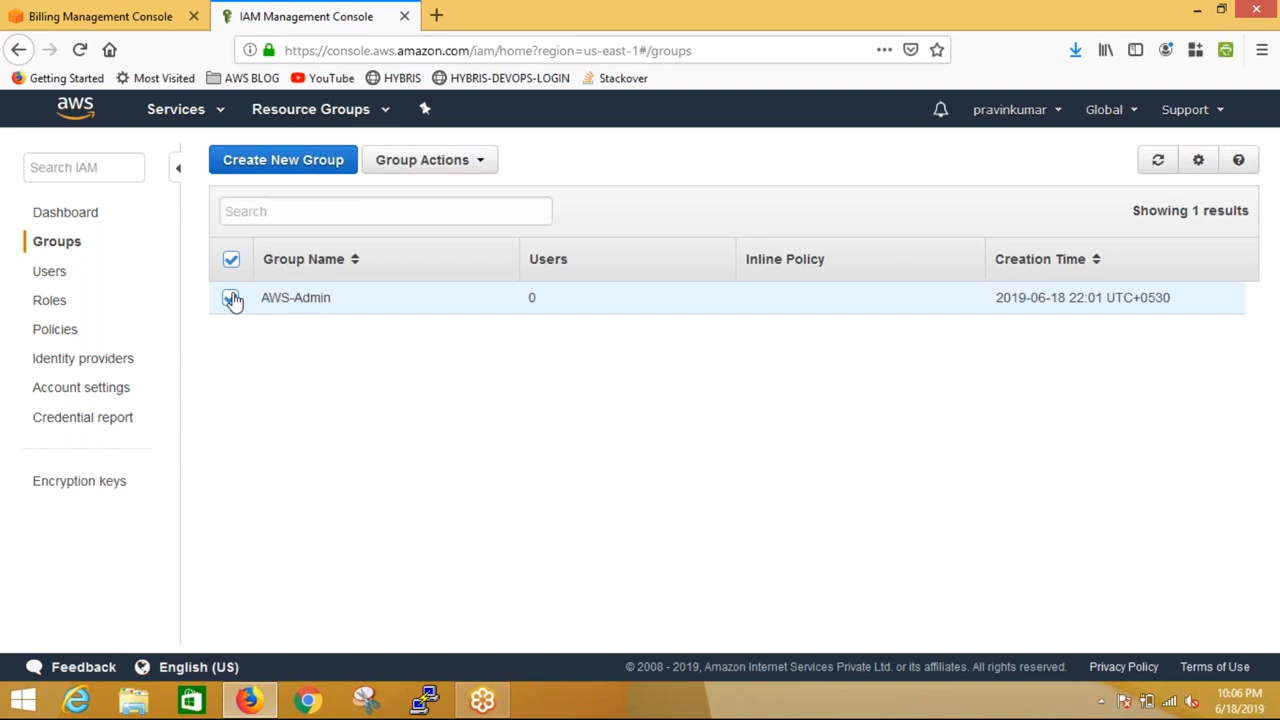 Billing Management Console
IAM Management Console
https://console.aws.amazon.com/iam/home?region=us-east-1#/groups
Getting Started
Most Visited
AWS BLOG
YouTube
HYBRIS
HYBRIS-DEVOPS-LOGIN
Stackover
aws
Services
Resource Groups
pravinkumar
Global
Support
Search IAM
Dashboard
Groups
Users
Roles
Policies
Identity providers
Account settings
Credential report
Encryption keys
Create New Group
Group Actions
Search
Showing 1 results
Group Name
Users
Inline Policy
Creation Time
AWS-Admin
0
2019-06-18 22:01 UTC+0530
Feedback
English (US)
© 2008 - 2019, Amazon Internet Services Private Ltd. or its affiliates. All rights reserved.
Privacy Policy
Terms of Use
10:06 PM
6/18/2019